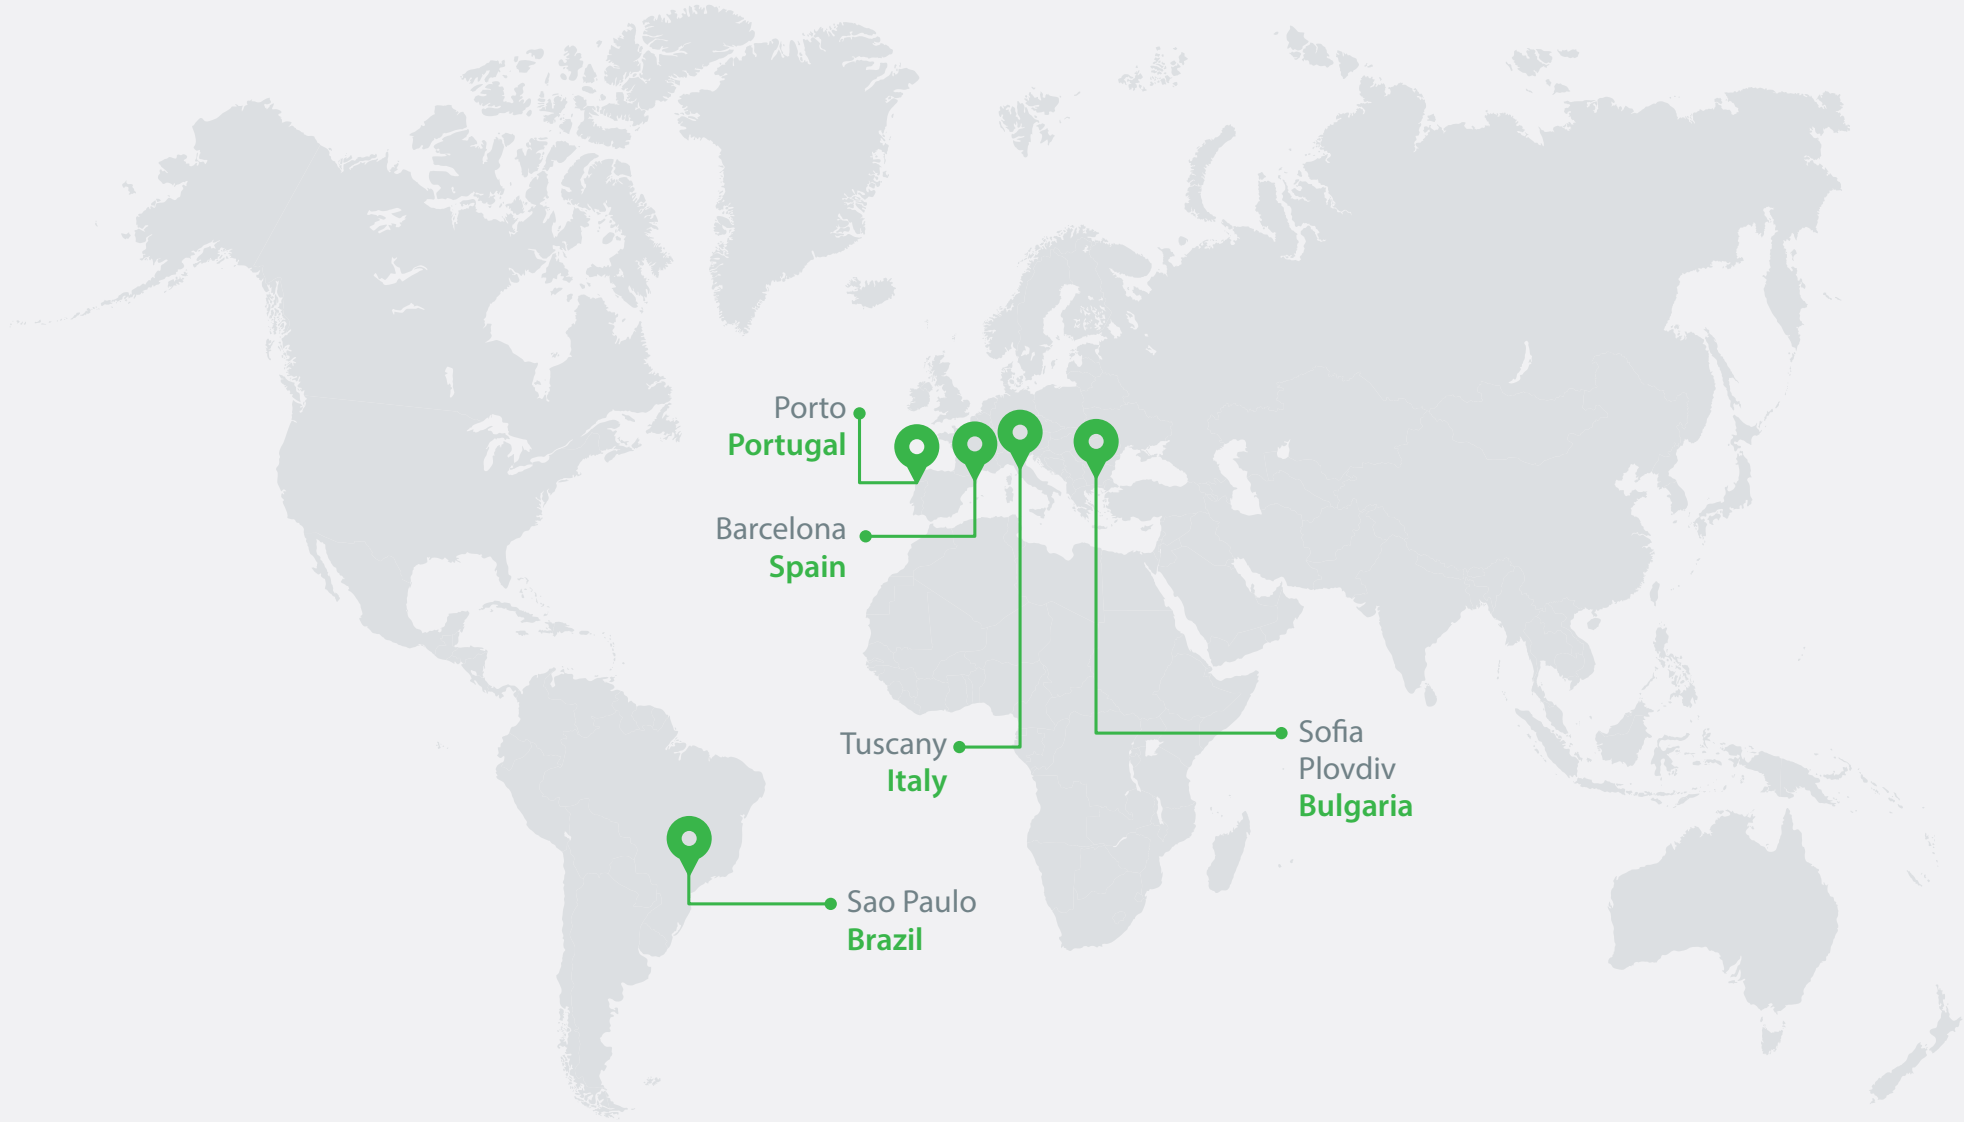 Porto
Portugal
Barcelona
Spain
Tuscany
Italy
Sofia
Plovdiv
Bulgaria
Sao Paulo
Brazil